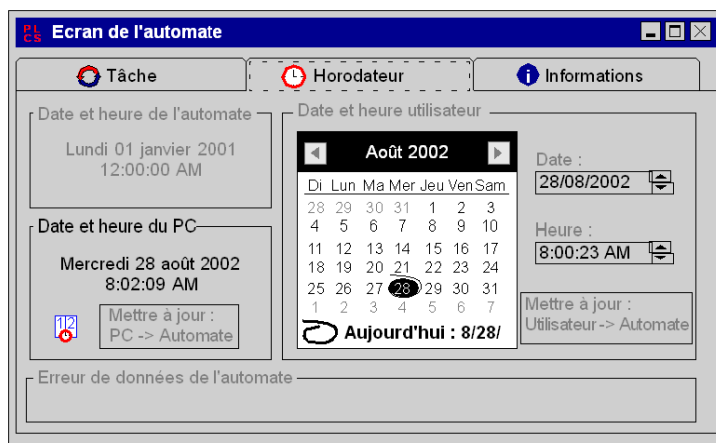 PL
CS
Ecran de l'automate
Tâche
Horodateur
Informations
Date et heure de l'automate
Lundi 01 janvier 2001
12:00:00 AM
Date et heure du PC
Mercredi 28 août 2002
8:02:09 AM
12
Mettre à jour :
PC -> Automate
Date et heure utilisateur
Août 2002
Di Lun Ma Mer Jeu Ven Sam
28 29 30 31 1 2 3
4 5 6 7 8 9 10
11 12 13 14 15 16 17
18 19 20 21 22 23 24
25 26 27 28 29 30 31
1 2 3 4 5 6 7
Aujourd'hui : 8/28/
Date :
28/08/2002
Heure :
8:00:23 AM
Mettre à jour :
Utilisateur -> Automate
Erreur de données de l'automate